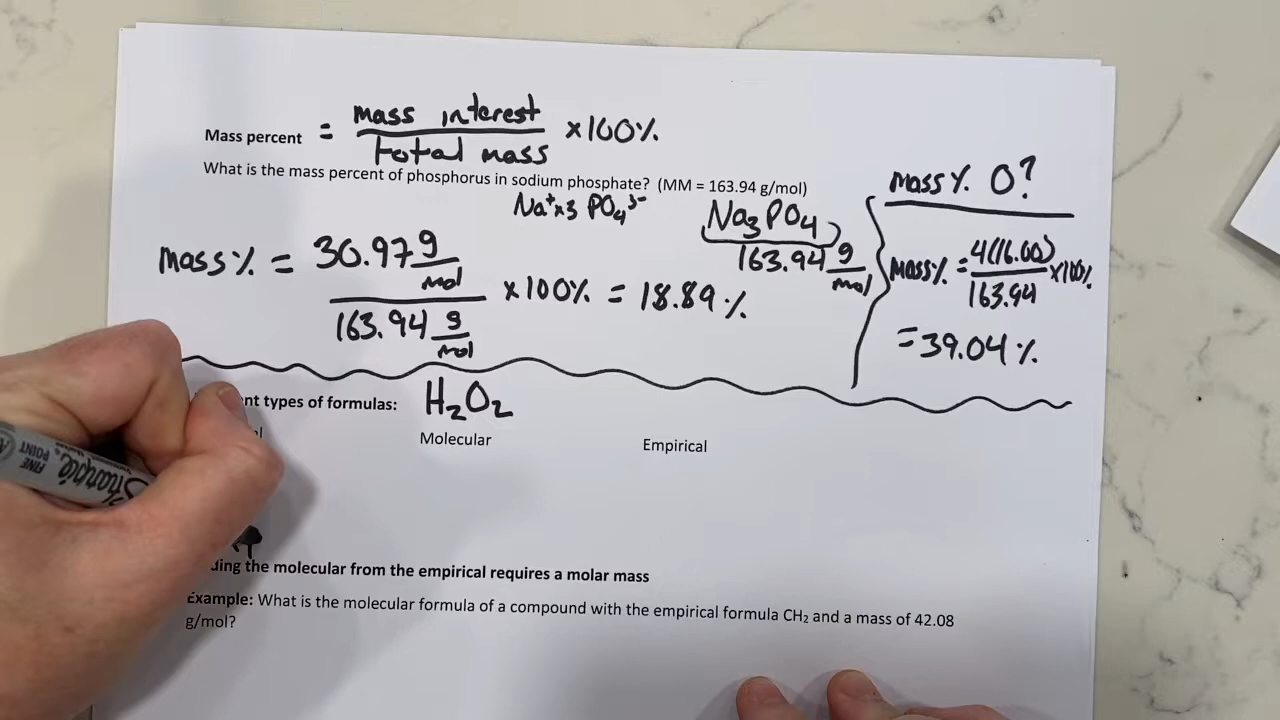 Mass percent = mass interest / total mass ×100%
What is the mass percent of phosphorus in sodium phosphate? (MM = 163.94 g/mol)
Na⁺×3 PO₄³⁻
Na₃PO₄
163.94 g/mol
mass % = 30.97 g/mol / 163.94 g/mol ×100% = 18.89 %
mass % O?
mass% = 4(16.00) / 163.94 ×100%
= 39.04 %
types of formulas:
H₂O₂
Molecular
Empirical
the molecular from the empirical requires a molar mass
Example: What is the molecular formula of a compound with the empirical formula CH₂ and a mass of 42.08
g/mol?
Sharpie
FINE
POINT